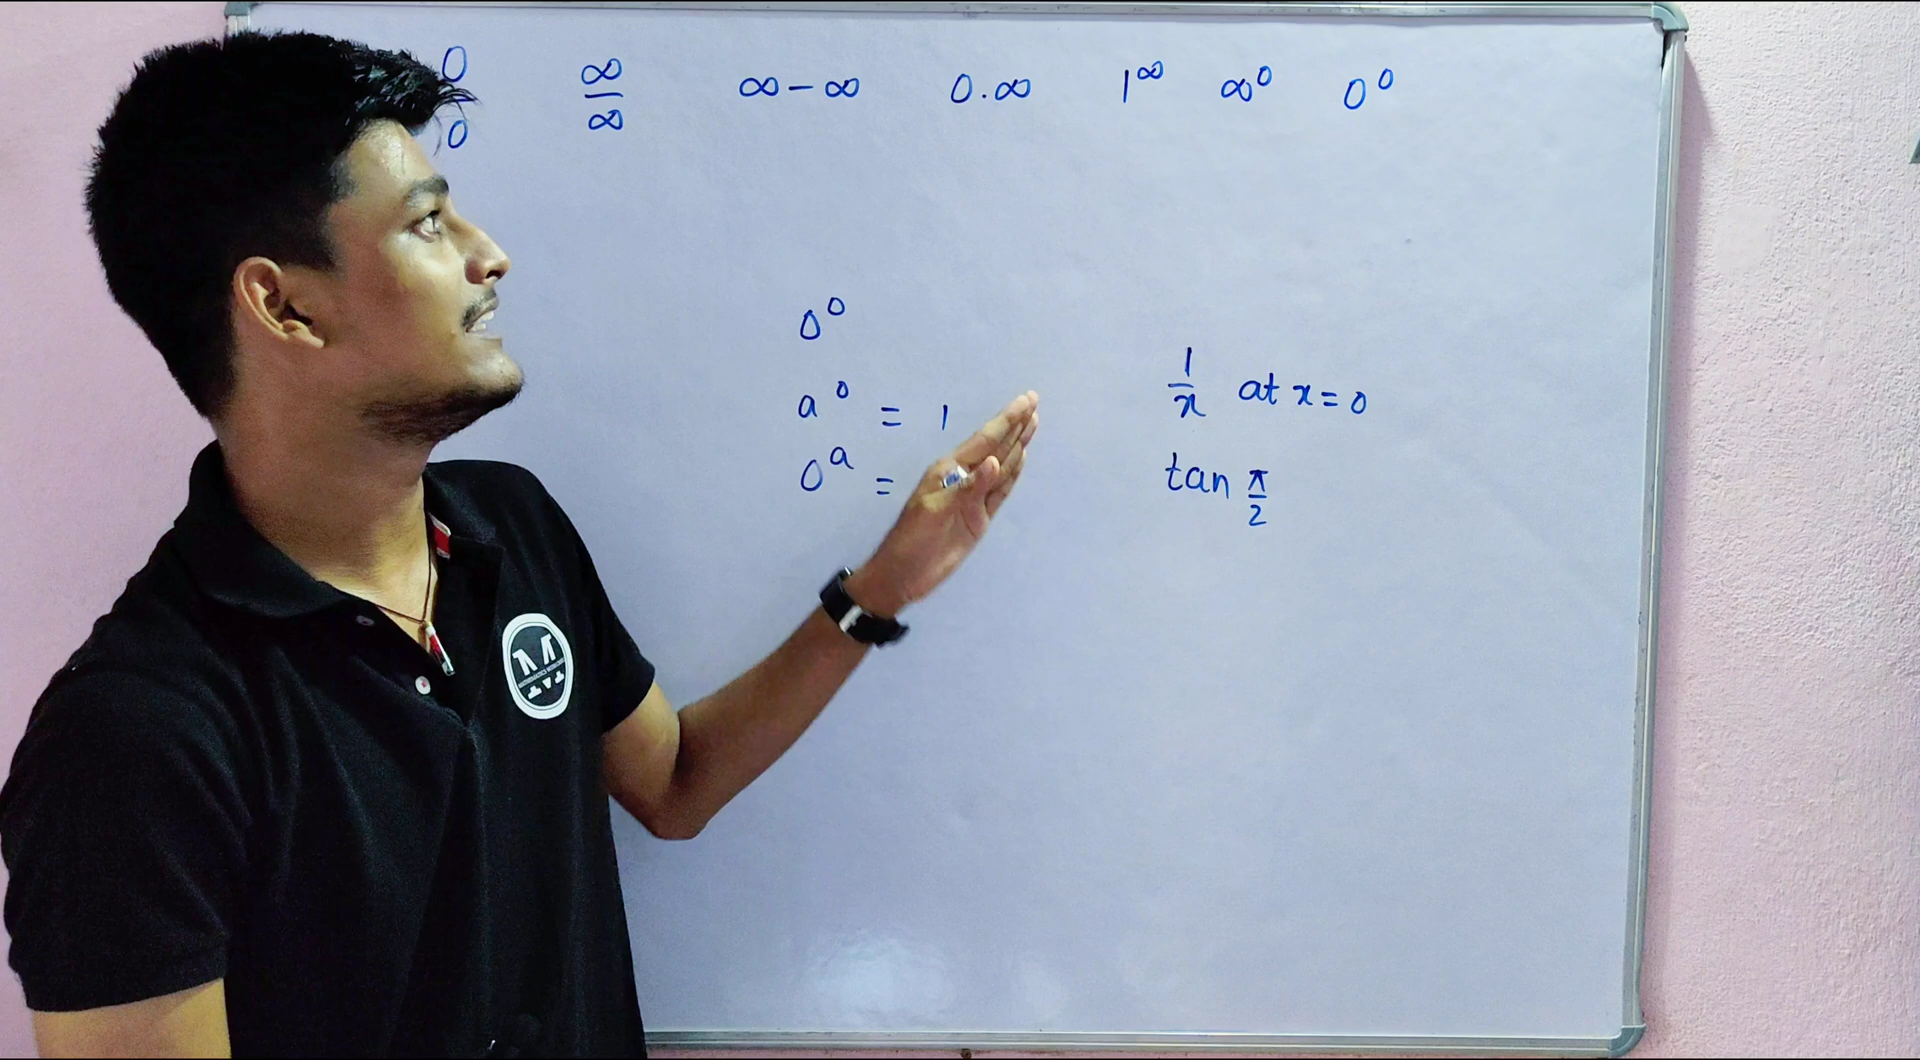 0/0 ∞/∞ ∞-∞ 0.∞ 1^∞ ∞^0 0^0
0^0
a^0 = 1
0^a =
1/x at x=0
tan π/2
M